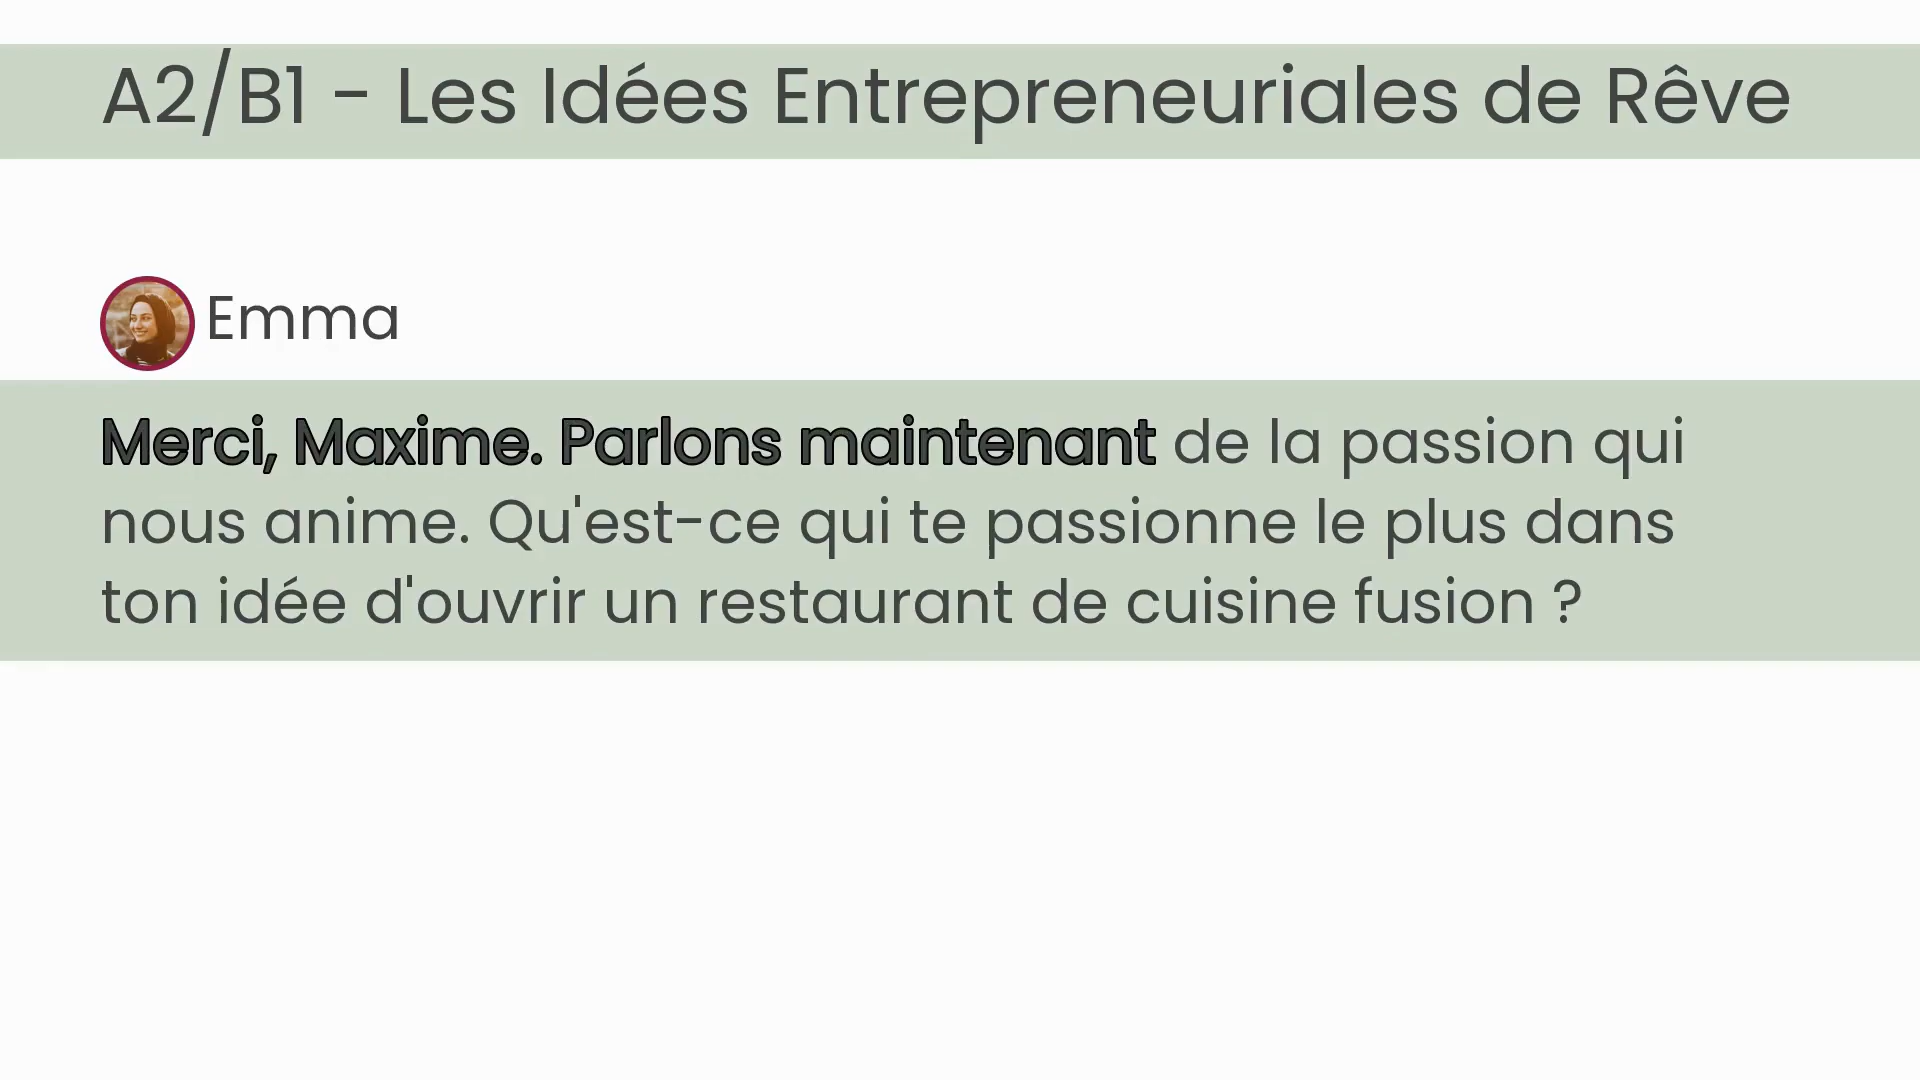 A2/B1 - Les Idées Entrepreneuriales de Rêve
Emma
Merci, Maxime. Parlons maintenant de la passion qui
nous anime. Qu'est-ce qui te passionne le plus dans
ton idée d'ouvrir un restaurant de cuisine fusion ?